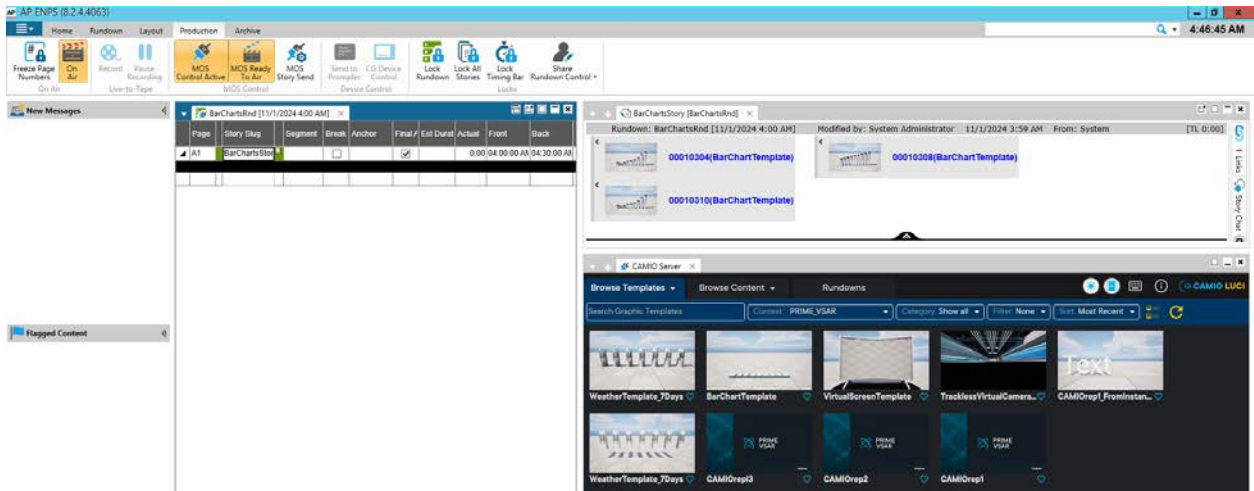 AP ENPS (8.2.4.4063)
Home Rundown Layout Production Archive
4:46:45 AM
Freeze Page Numbers
On Air
Record
Pause Recording
MOS Control Active
MOS Ready To Air
MOS Story Send
Send to Prompter
CG Device Control
Lock Rundown
Lock All Stories
Lock Timing Bar
Share Rundown Control
On Air Live-to-Tape MOS Control Device Control Locks
New Messages
BarChartsRnd [11/1/2024 4:00 AM]
Page Story Slug Segment Break Anchor Final A Est Durat Actual Front Back
A1 BarChartsStor 0:00 04:00:00 AM 04:30:00 AM
Flagged Content
BarChartsStory [BarChartsRnd]
Rundown: BarChartsRnd [11/1/2024 4:00 AM] Modified by: System Administrator 11/1/2024 3:59 AM From: System [TL 0:00]
00010304(BarChartTemplate) 00010308(BarChartTemplate)
00010310(BarChartTemplate)
Links
Story Chat
CAMIO Server
Browse Templates Browse Content Rundowns CAMIO LUCI
Search Graphic Templates Context: PRIME_VSAR Category: Show all Filter: None Sort: Most Recent
Text
WeatherTemplate_7Days BarChartTemplate VirtualScreenTemplate TracklessVirtualCamera... CAMIOrep1_FromInstan...
PRIME VSAR PRIME VSAR PRIME VSAR
WeatherTemplate_7Days CAMIOrepl3 CAMIOrep2 CAMIOrep1